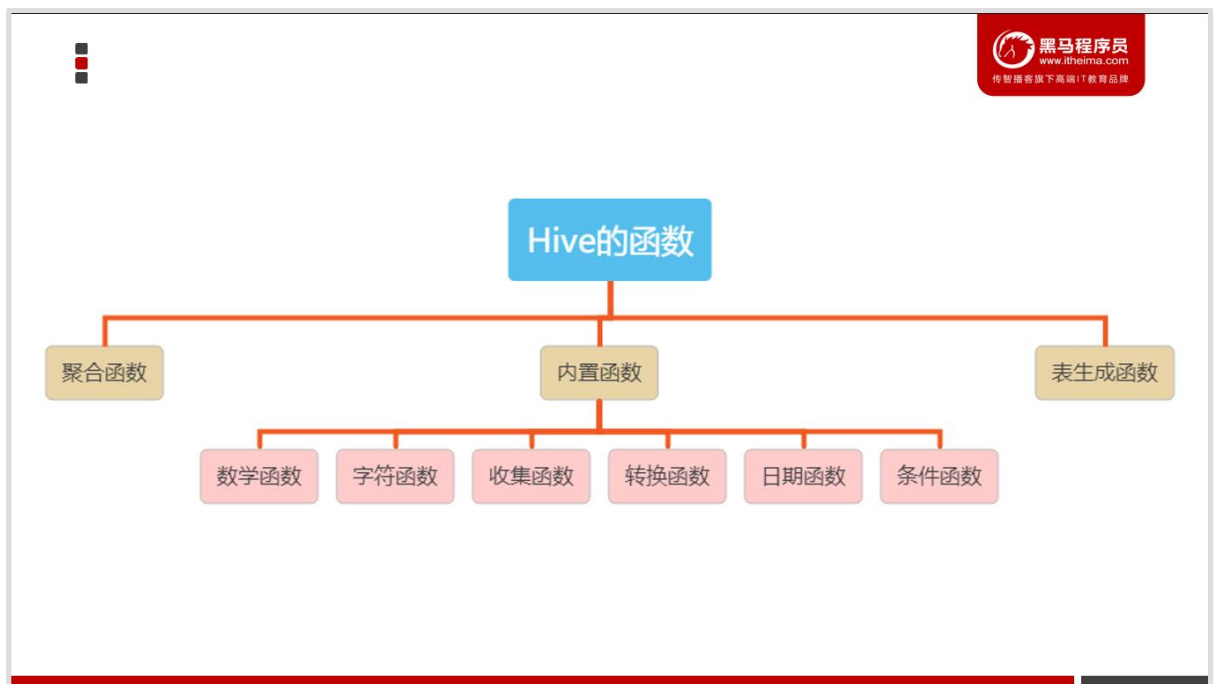 黑马程序员
www.itheima.com
传智播客旗下高端IT教育品牌
Hive的函数
聚合函数
内置函数
表生成函数
数学函数
字符函数
收集函数
转换函数
日期函数
条件函数